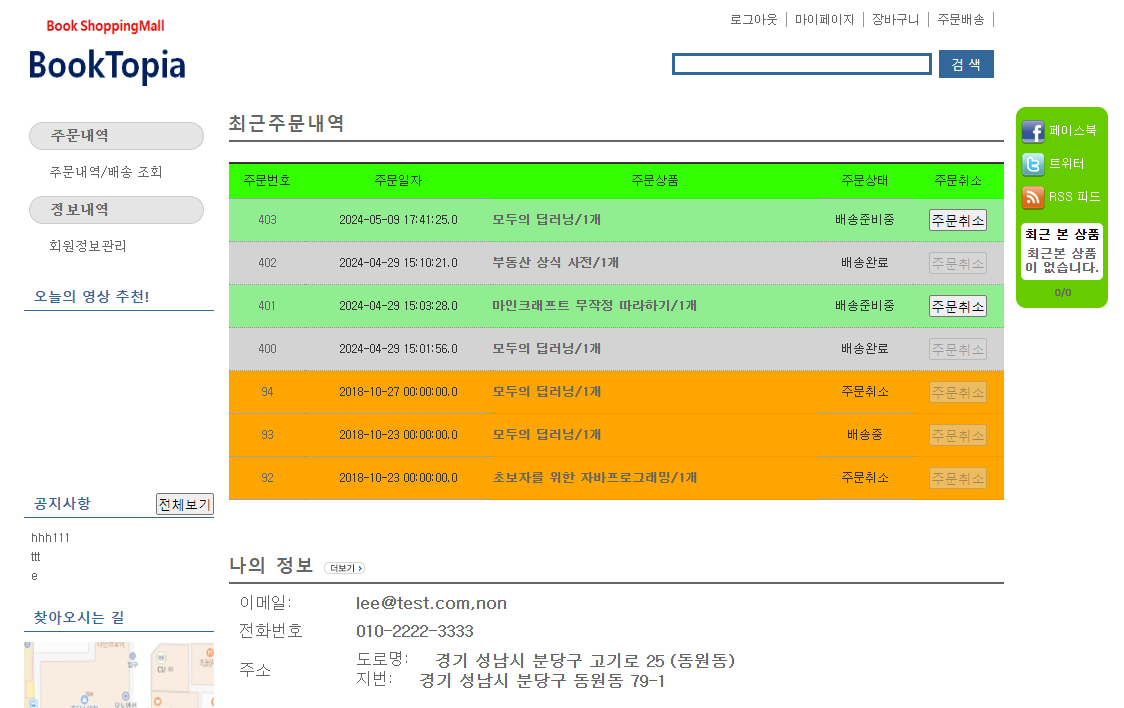 Book ShoppingMall
BookTopia
로그아웃 | 마이페이지 | 장바구니 | 주문배송 |
검 색
주문내역
주문내역/배송 조회
정보내역
회원정보관리
오늘의 영상 추천!
공지사항 전체보기
hhh111
ttt
e
찾아오시는 길
CU
최근주문내역
주문번호 주문일자 주문상품 주문상태 주문취소
403 2024-05-09 17:41:25.0 모두의 딥러닝/1개 배송준비중 주문취소
402 2024-04-29 15:10:21.0 부동산 상식 사전/1개 배송완료 주문취소
401 2024-04-29 15:03:28.0 마인크래프트 무작정 따라하기/1개 배송준비중 주문취소
400 2024-04-29 15:01:56.0 모두의 딥러닝/1개 배송완료 주문취소
94 2018-10-27 00:00:00.0 모두의 딥러닝/1개 주문취소 주문취소
93 2018-10-23 00:00:00.0 모두의 딥러닝/1개 배송중 주문취소
92 2018-10-23 00:00:00.0 초보자를 위한 자바프로그래밍/1개 주문취소 주문취소
나의 정보 더보기 >
이메일: lee@test.com,non
전화번호 010-2222-3333
주소
도로명: 경기 성남시 분당구 고기로 25 (동원동)
지번: 경기 성남시 분당구 동원동 79-1
페이스북
트위터
RSS 피드
최근 본 상품
최근본 상품
이 없습니다.
0/0